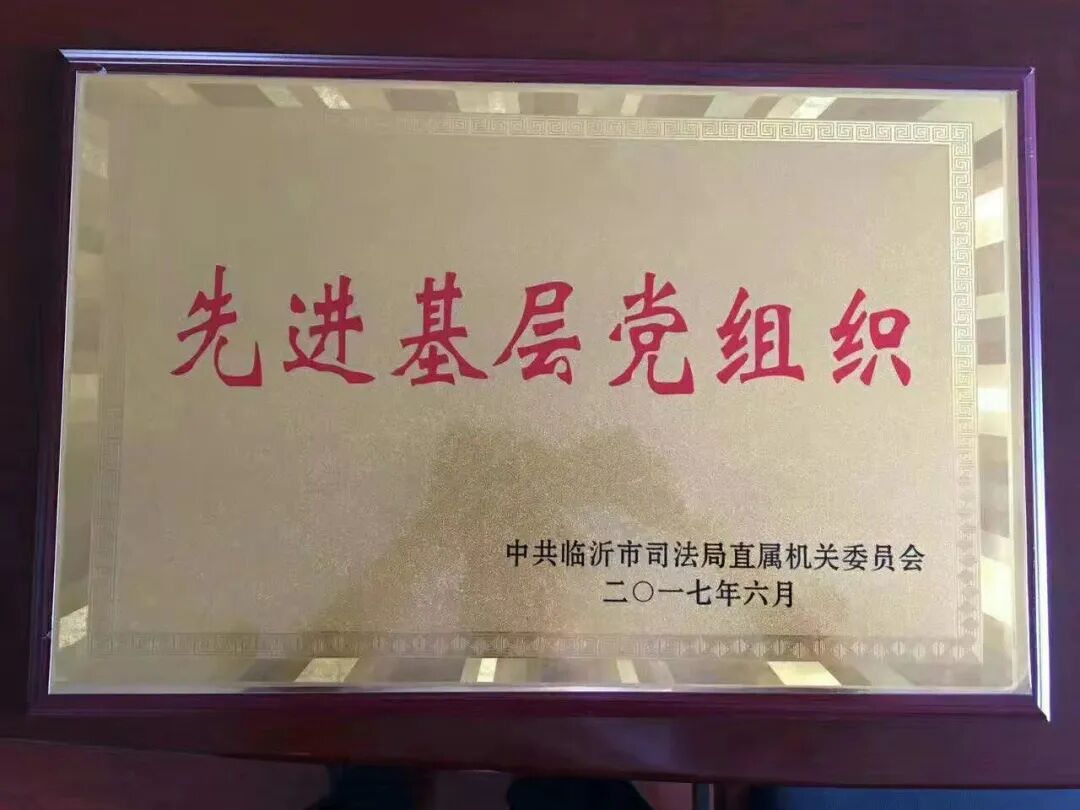 先进基层党组织
中共临沂市司法局直属机关委员会
二〇一七年六月